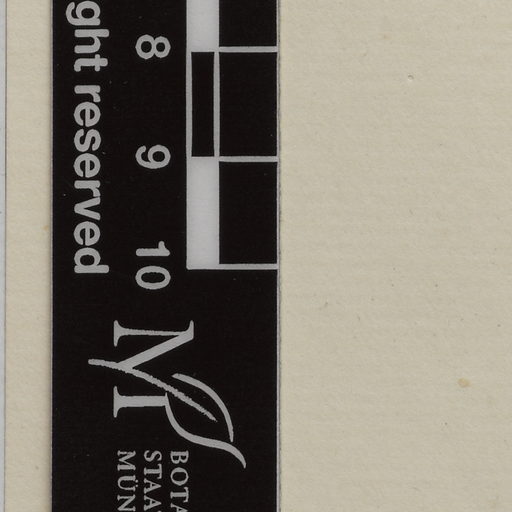 8
9
10
ght reserved
M
BOTA
STAA
MÜN